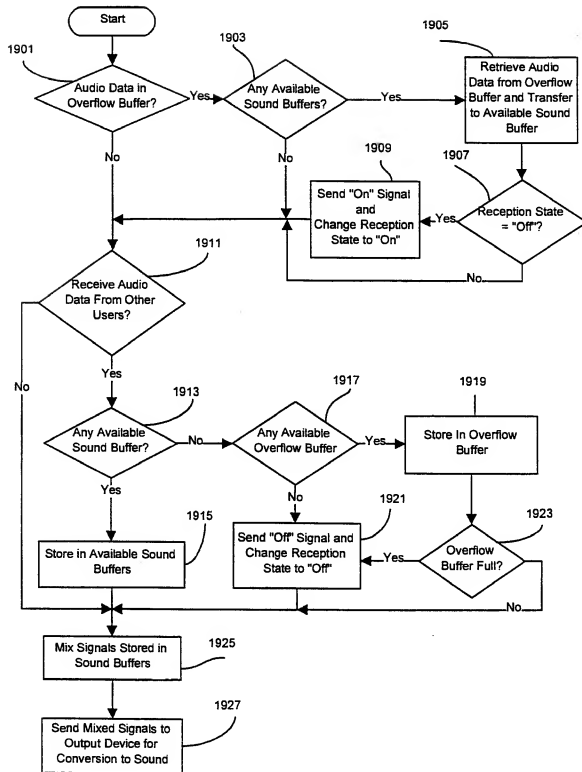 Start
1901
1903
1905
Audio Data in
Overflow Buffer?
Yes
Any Available
Sound Buffers?
Yes
Retrieve Audio
Data from Overflow
Buffer and Transfer
to Available Sound
Buffer
No
No
1909
1907
Send "On" Signal
and
Change Reception
State to "On"
Yes
Reception State
= "Off"?
No
1911
Receive Audio
Data From Other
Users?
No
Yes
1913
1917
1919
Any Available
Sound Buffer?
No
Any Available
Overflow Buffer
Yes
Store In Overflow
Buffer
Yes
No
1915
1921
1923
Store in Available Sound
Buffers
Send "Off" Signal and
Change Reception
State to "Off"
Yes
Overflow
Buffer Full?
No
Mix Signals Stored in
Sound Buffers
1925
1927
Send Mixed Signals to
Output Device for
Conversion to Sound